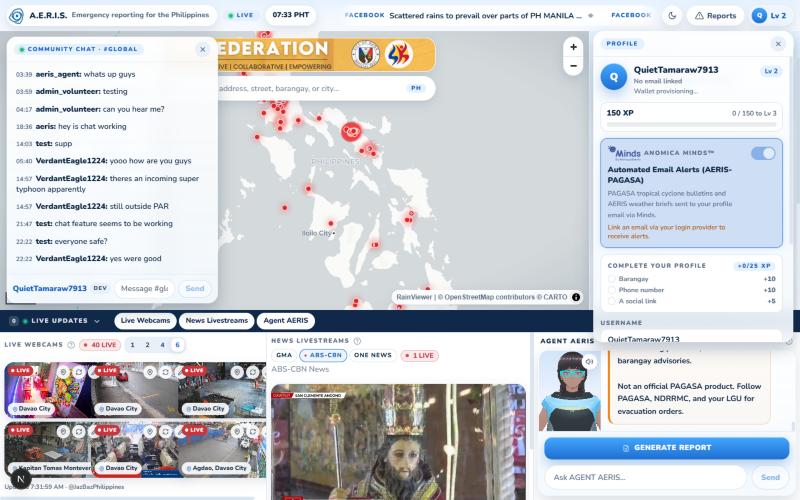 A.E.R.I.S. Emergency reporting for the Philippines
LIVE
07:33 PHT
FACEBOOK Scattered rains to prevail over parts of PH MANILA ... FACEBOOK
Reports
Q Lv 2
COMMUNITY CHAT · #GLOBAL
03:39 aeris_agent: whats up guys
03:59 admin_volunteer: testing
04:17 admin_volunteer: can you hear me?
18:36 aeris: hey is chat working
14:03 test: supp
05:40 VerdantEagle1224: yooo how are you guys
14:57 VerdantEagle1224: theres an incoming super
typhoon apparently
14:57 VerdantEagle1224: still outside PAR
21:47 test: chat feature seems to be working
22:22 test: everyone safe?
22:22 VerdantEagle1224: yes were good
QuietTamaraw7913 DEV Message #gl Send
EDERATION
IVE | COLLABORATIVE | EMPOWERING
address, street, barangay, or city... PH
+
−
PHILIPPINES
Iloilo City
RainViewer | © OpenStreetMap contributors © CARTO
PROFILE
Q
QuietTamaraw7913 Lv 2
No email linked
Wallet provisioning...
150 XP 0 / 150 to Lv 3
Minds ANOMICA MINDS™
Automated Email Alerts (AERIS-
PAGASA)
PAGASA tropical cyclone bulletins and
AERIS weather briefs sent to your profile
email via Minds.
Link an email via your login provider to
receive alerts.
COMPLETE YOUR PROFILE +0/25 XP
Barangay +10
Phone number +10
A social link +5
USERNAME
QuietTamaraw7913
0 LIVE UPDATES
Live Webcams
News Livestreams
Agent AERIS
LIVE WEBCAMS 40 LIVE 1 2 4 6
LIVE
LIVE
LIVE
Davao City
Davao City
Davao City
LIVE
LIVE
LIVE
Kapitan Tomas Montever
Davao City
Agdao, Davao City
N
7:31:59 AM · @JazBazPhilippines
NEWS LIVESTREAMS
GMA ABS-CBN ONE NEWS 1 LIVE
ABS-CBN News
SAN CLEMENTE ANGONO
AGENT AERIS
barangay advisories.
Not an official PAGASA product. Follow
PAGASA, NDRRMC, and your LGU for
evacuation orders.
GENERATE REPORT
Ask AGENT AERIS...
Send